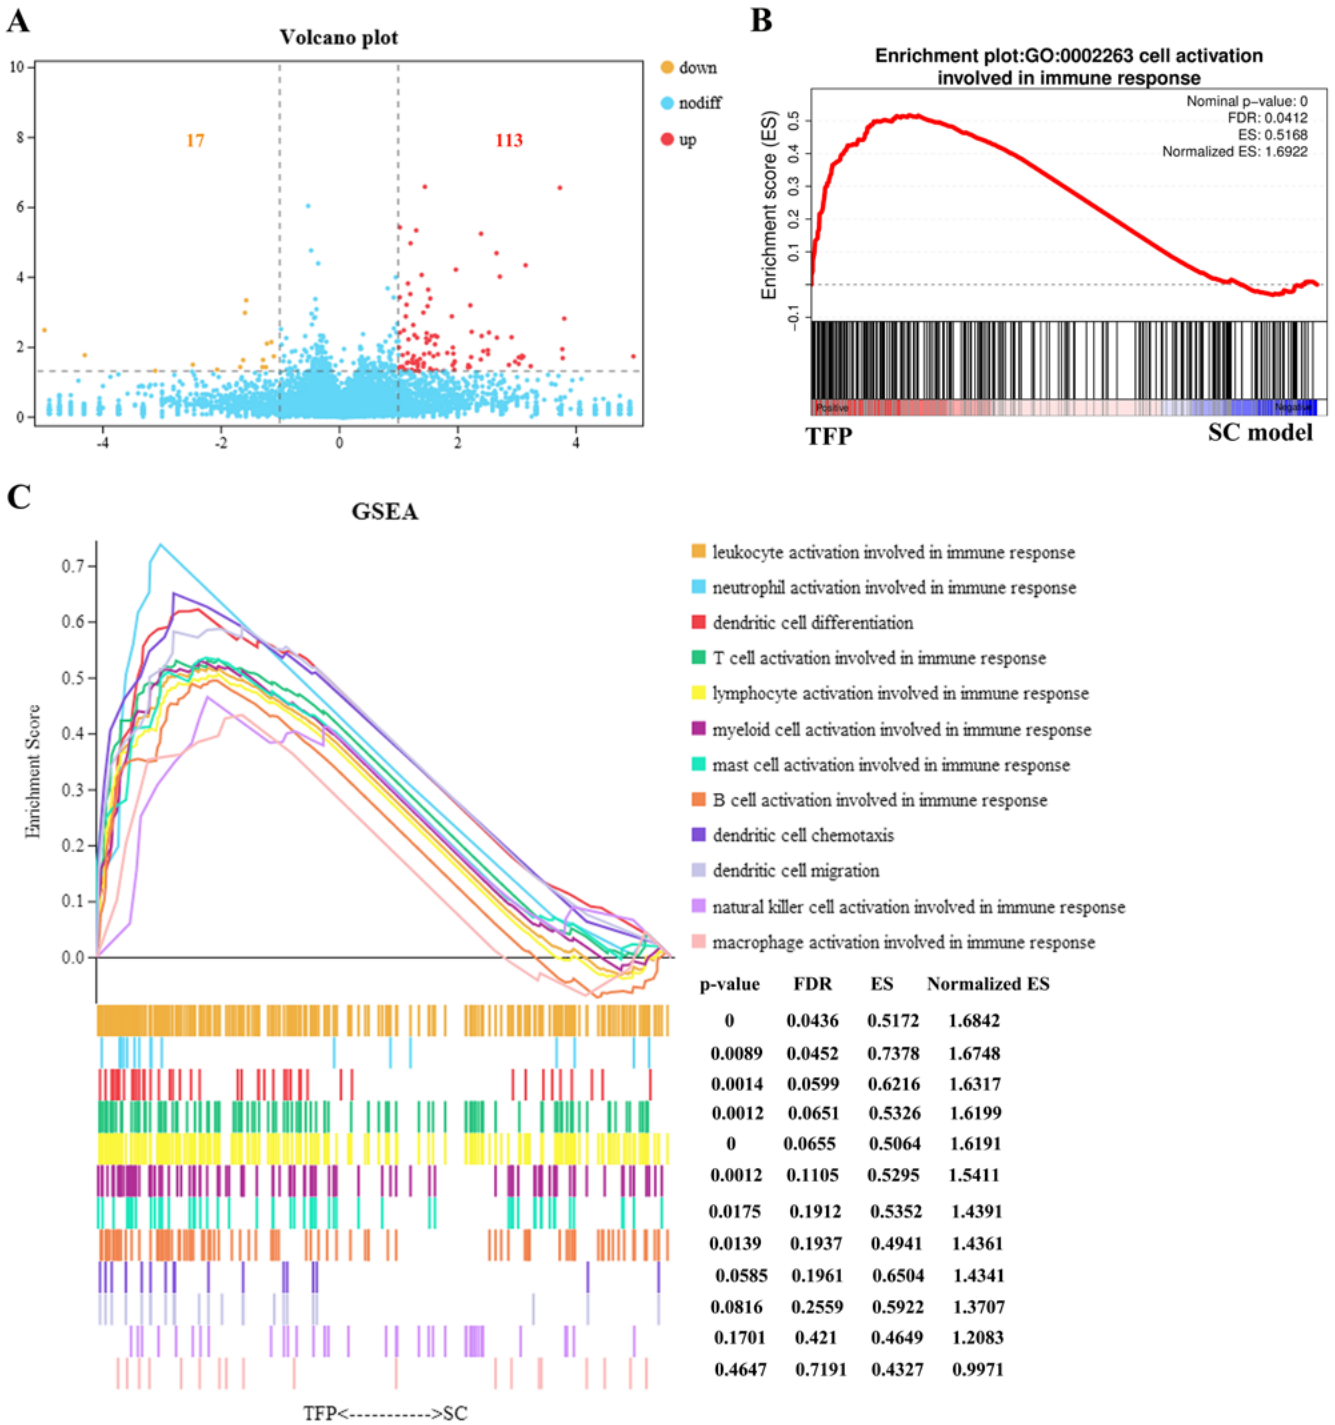 A
Volcano plot
10
8
6
4
2
0
-4
-2
0
2
4
17
113
down
nodiff
up
B
Enrichment plot:GO:0002263 cell activation
involved in immune response
Nominal p-value: 0
FDR: 0.0412
ES: 0.5168
Normalized ES: 1.6922
Enrichment score (ES)
0.5
0.4
0.3
0.2
0.1
−0.1
Positive
Negative
TFP
SC model
C
GSEA
Enrichment Score
0.7
0.6
0.5
0.4
0.3
0.2
0.1
0.0
leukocyte activation involved in immune response
neutrophil activation involved in immune response
dendritic cell differentiation
T cell activation involved in immune response
lymphocyte activation involved in immune response
myeloid cell activation involved in immune response
mast cell activation involved in immune response
B cell activation involved in immune response
dendritic cell chemotaxis
dendritic cell migration
natural killer cell activation involved in immune response
macrophage activation involved in immune response
p-value FDR ES Normalized ES
0 0.0436 0.5172 1.6842
0.0089 0.0452 0.7378 1.6748
0.0014 0.0599 0.6216 1.6317
0.0012 0.0651 0.5326 1.6199
0 0.0655 0.5064 1.6191
0.0012 0.1105 0.5295 1.5411
0.0175 0.1912 0.5352 1.4391
0.0139 0.1937 0.4941 1.4361
0.0585 0.1961 0.6504 1.4341
0.0816 0.2559 0.5922 1.3707
0.1701 0.421 0.4649 1.2083
0.4647 0.7191 0.4327 0.9971
TFP<----------->SC